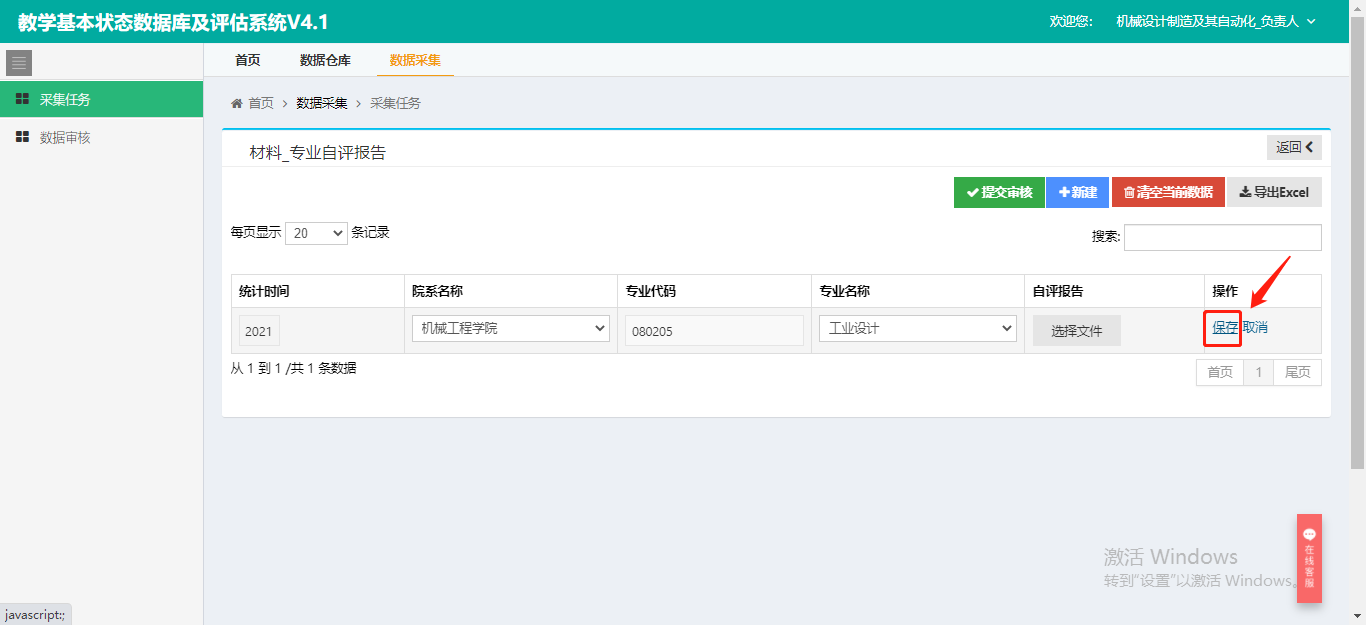 教学基本状态数据库及评估系统V4.1
欢迎您: 机械设计制造及其自动化_负责人
首页 数据仓库 数据采集
采集任务
数据审核
首页 数据采集 采集任务
材料_专业自评报告
返回
提交审核 新建 清空当前数据 导出Excel
每页显示 20 条记录
搜索:
统计时间 院系名称 专业代码 专业名称 自评报告 操作
2021 机械工程学院 080205 工业设计 选择文件 保存 取消
从 1 到 1 /共 1 条数据
首页 1 尾页
激活 Windows
转到"设置"以激活 Windows。
在线客服
javascript:;